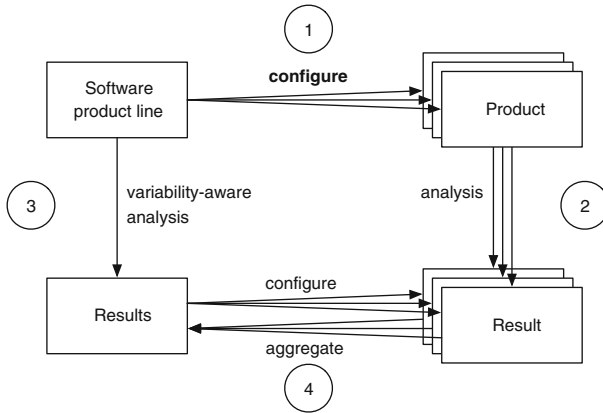 1
configure
Software
product line
Product
3
variability-aware
analysis
analysis
2
configure
Results
Result
aggregate
4